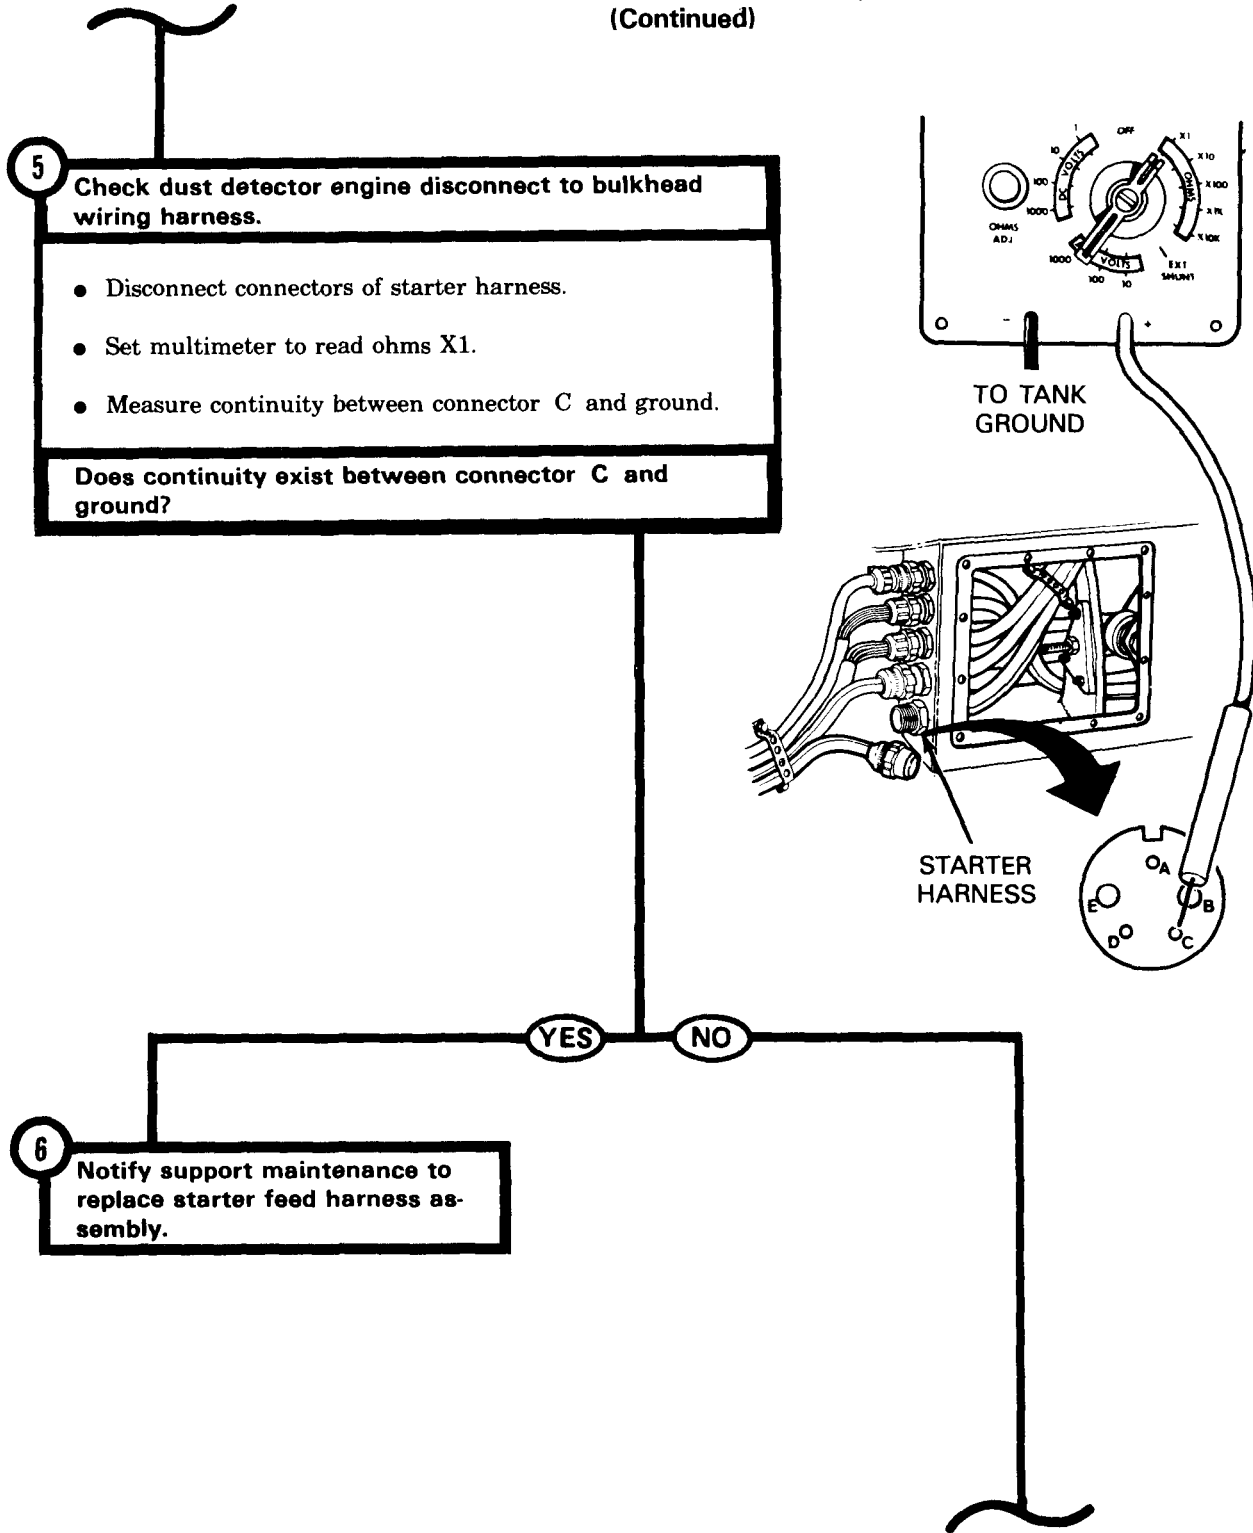 (Continued)
5
Check dust detector engine disconnect to bulkhead
wiring harness.
● Disconnect connectors of starter harness.
● Set multimeter to read ohms X1.
● Measure continuity between connector C and ground.
Does continuity exist between connector C and
ground?
OFF
1
10
100
1000
DC VOLTS
X1
X10
X100
X1K
X10K
OHMS
OHMS
ADJ
1000
VOLTS
100
10
EXT
SHUNT
-
+
TO TANK
GROUND
STARTER
HARNESS
A
B
C
D
E
YES
NO
6
Notify support maintenance to
replace starter feed harness as-
sembly.